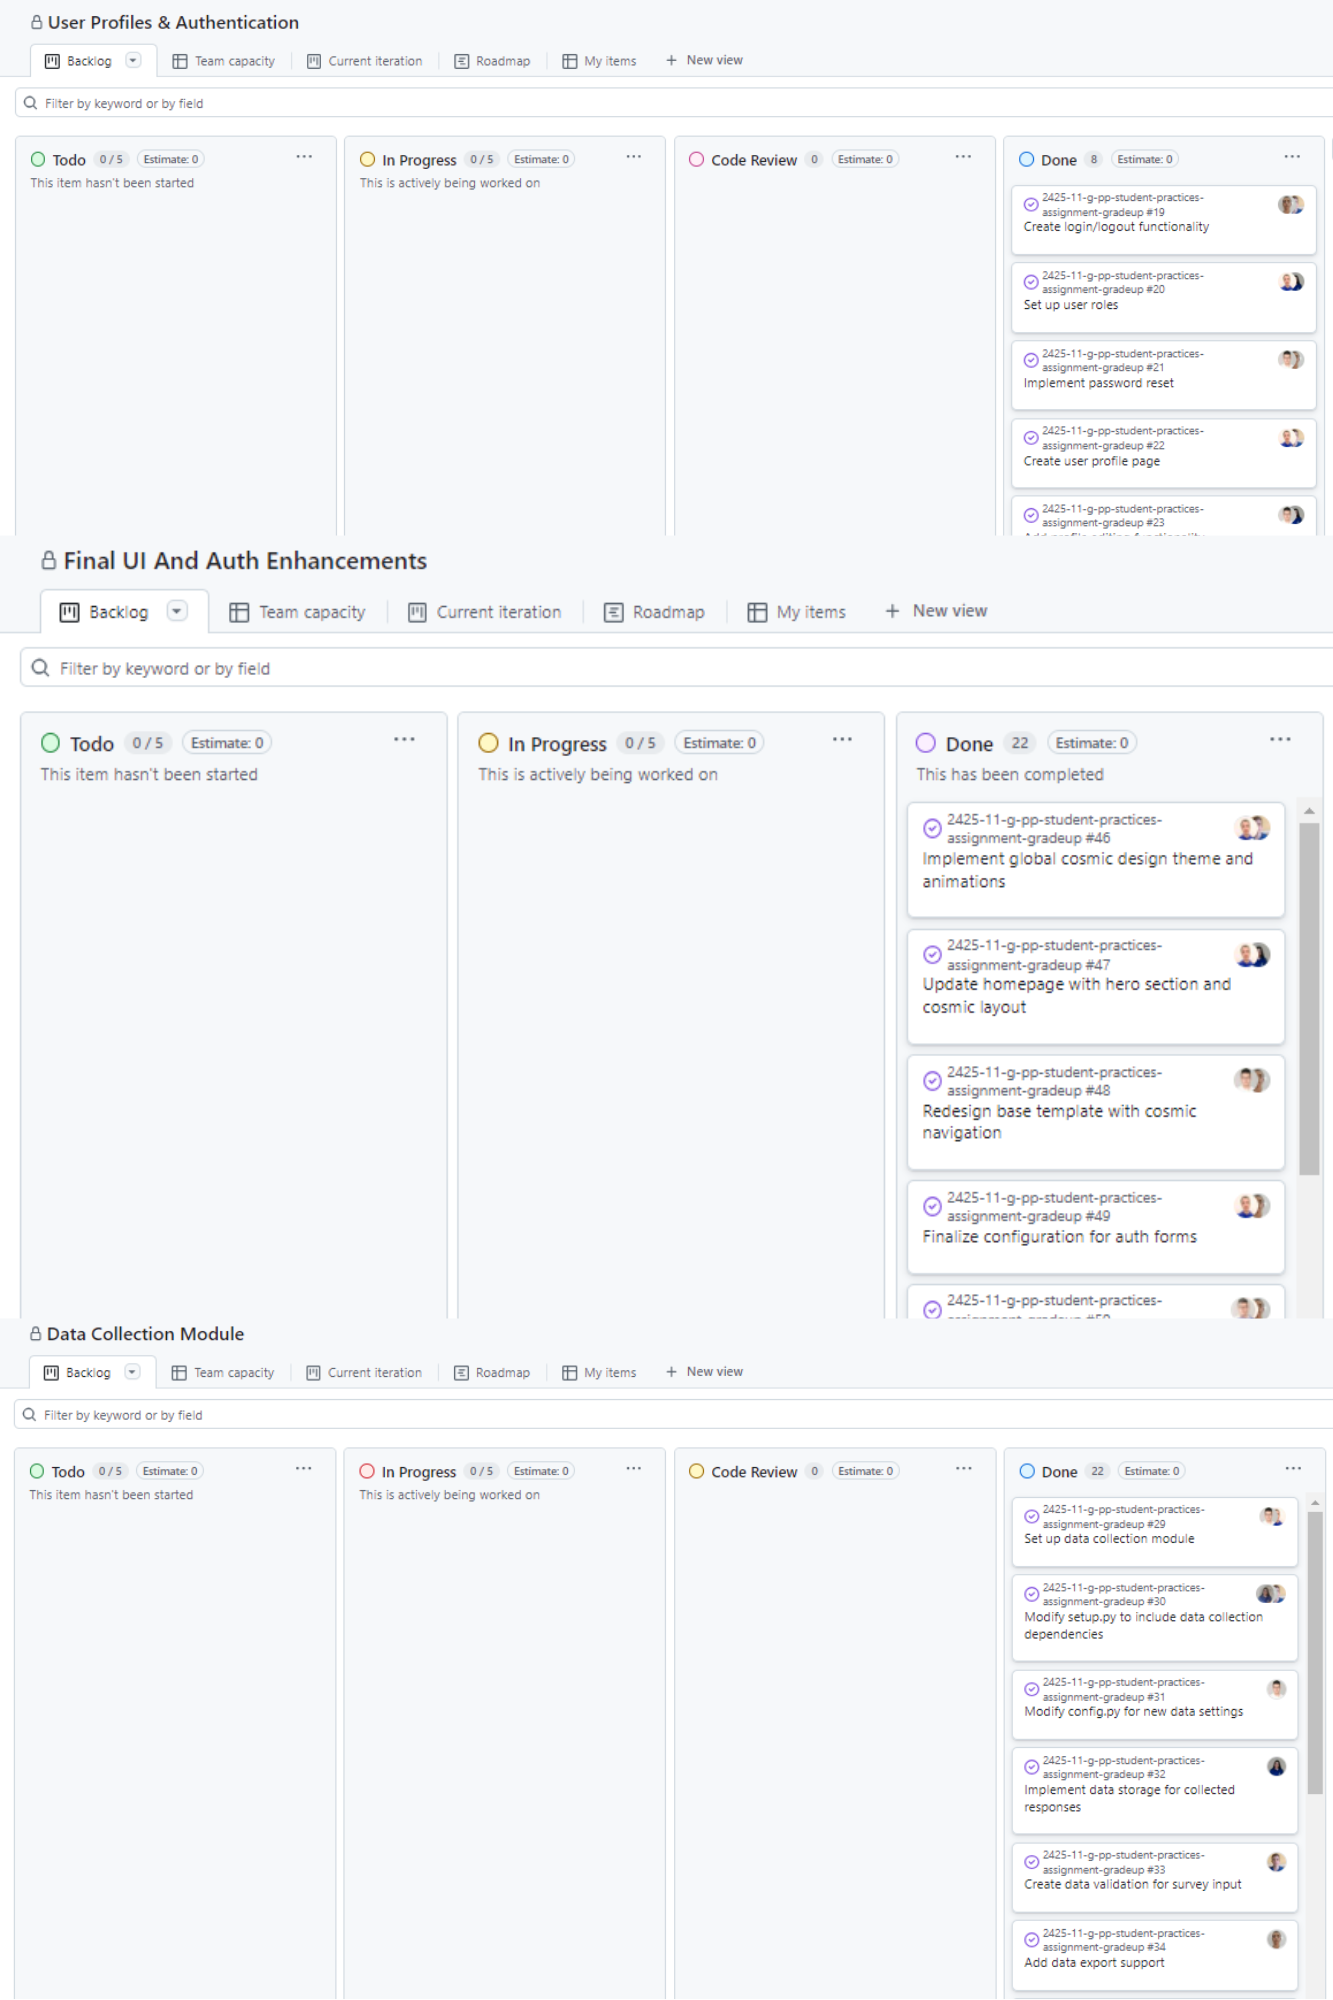 User Profiles & Authentication
Backlog
Team capacity
Current iteration
Roadmap
My items
+ New view
Filter by keyword or by field
Todo 0 / 5 Estimate: 0 ...
This item hasn't been started
In Progress 0 / 5 Estimate: 0 ...
This is actively being worked on
Code Review 0 Estimate: 0 ...
Done 8 Estimate: 0 ...
2425-11-g-pp-student-practices-
assignment-gradeup #19
Create login/logout functionality
2425-11-g-pp-student-practices-
assignment-gradeup #20
Set up user roles
2425-11-g-pp-student-practices-
assignment-gradeup #21
Implement password reset
2425-11-g-pp-student-practices-
assignment-gradeup #22
Create user profile page
2425-11-g-pp-student-practices-
assignment-gradeup #23
Final UI And Auth Enhancements
Backlog
Team capacity
Current iteration
Roadmap
My items
+ New view
Filter by keyword or by field
Todo 0 / 5 Estimate: 0 ...
This item hasn't been started
In Progress 0 / 5 Estimate: 0 ...
This is actively being worked on
Done 22 Estimate: 0 ...
This has been completed
2425-11-g-pp-student-practices-
assignment-gradeup #46
Implement global cosmic design theme and
animations
2425-11-g-pp-student-practices-
assignment-gradeup #47
Update homepage with hero section and
cosmic layout
2425-11-g-pp-student-practices-
assignment-gradeup #48
Redesign base template with cosmic
navigation
2425-11-g-pp-student-practices-
assignment-gradeup #49
Finalize configuration for auth forms
2425-11-g-pp-student-practices-
Data Collection Module
Backlog
Team capacity
Current iteration
Roadmap
My items
+ New view
Filter by keyword or by field
Todo 0 / 5 Estimate: 0 ...
This item hasn't been started
In Progress 0 / 5 Estimate: 0 ...
This is actively being worked on
Code Review 0 Estimate: 0 ...
Done 22 Estimate: 0 ...
2425-11-g-pp-student-practices-
assignment-gradeup #29
Set up data collection module
2425-11-g-pp-student-practices-
assignment-gradeup #30
Modify setup.py to include data collection
dependencies
2425-11-g-pp-student-practices-
assignment-gradeup #31
Modify config.py for new data settings
2425-11-g-pp-student-practices-
assignment-gradeup #32
Implement data storage for collected
responses
2425-11-g-pp-student-practices-
assignment-gradeup #33
Create data validation for survey input
2425-11-g-pp-student-practices-
assignment-gradeup #34
Add data export support